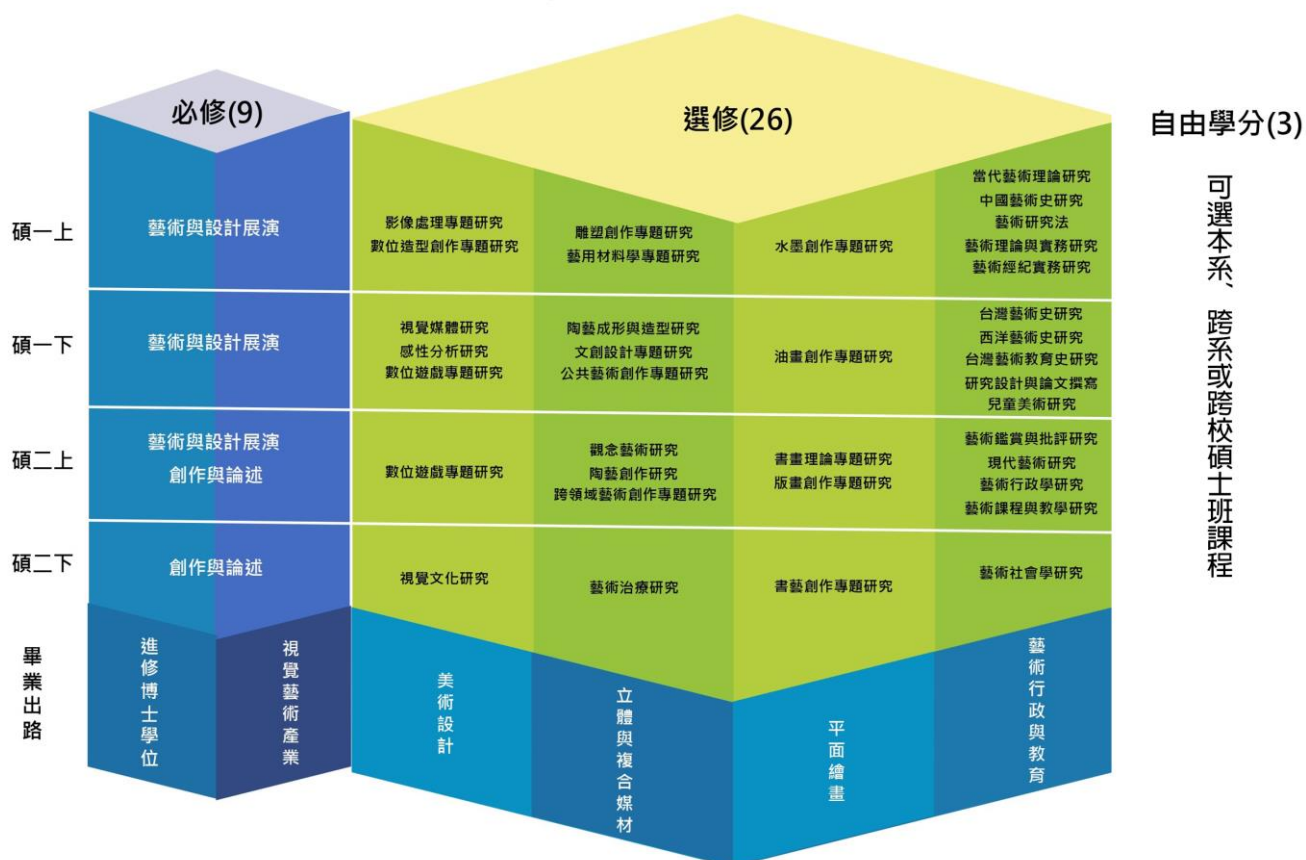 必修(9)
選修(26)
自由學分(3)
可選本系、跨系或跨校碩士班課程
碩一上
藝術與設計展演
影像處理專題研究
數位造型創作專題研究
雕塑創作專題研究
藝用材料學專題研究
水墨創作專題研究
當代藝術理論研究
中國藝術史研究
藝術研究法
藝術理論與實務研究
藝術經紀實務研究
碩一下
藝術與設計展演
視覺媒體研究
感性分析研究
數位遊戲專題研究
陶藝成形與造型研究
文創設計專題研究
公共藝術創作專題研究
油畫創作專題研究
台灣藝術史研究
西洋藝術史研究
台灣藝術教育史研究
研究設計與論文撰寫
兒童美術研究
碩二上
藝術與設計展演
創作與論述
數位遊戲專題研究
觀念藝術研究
陶藝創作研究
跨領域藝術創作專題研究
書畫理論專題研究
版畫創作專題研究
藝術鑑賞與批評研究
現代藝術研究
藝術行政學研究
藝術課程與教學研究
碩二下
創作與論述
視覺文化研究
藝術治療研究
書藝創作專題研究
藝術社會學研究
畢業出路
進修博士學位
視覺藝術產業
美術設計
立體與複合媒材
平面繪畫
藝術行政與教育